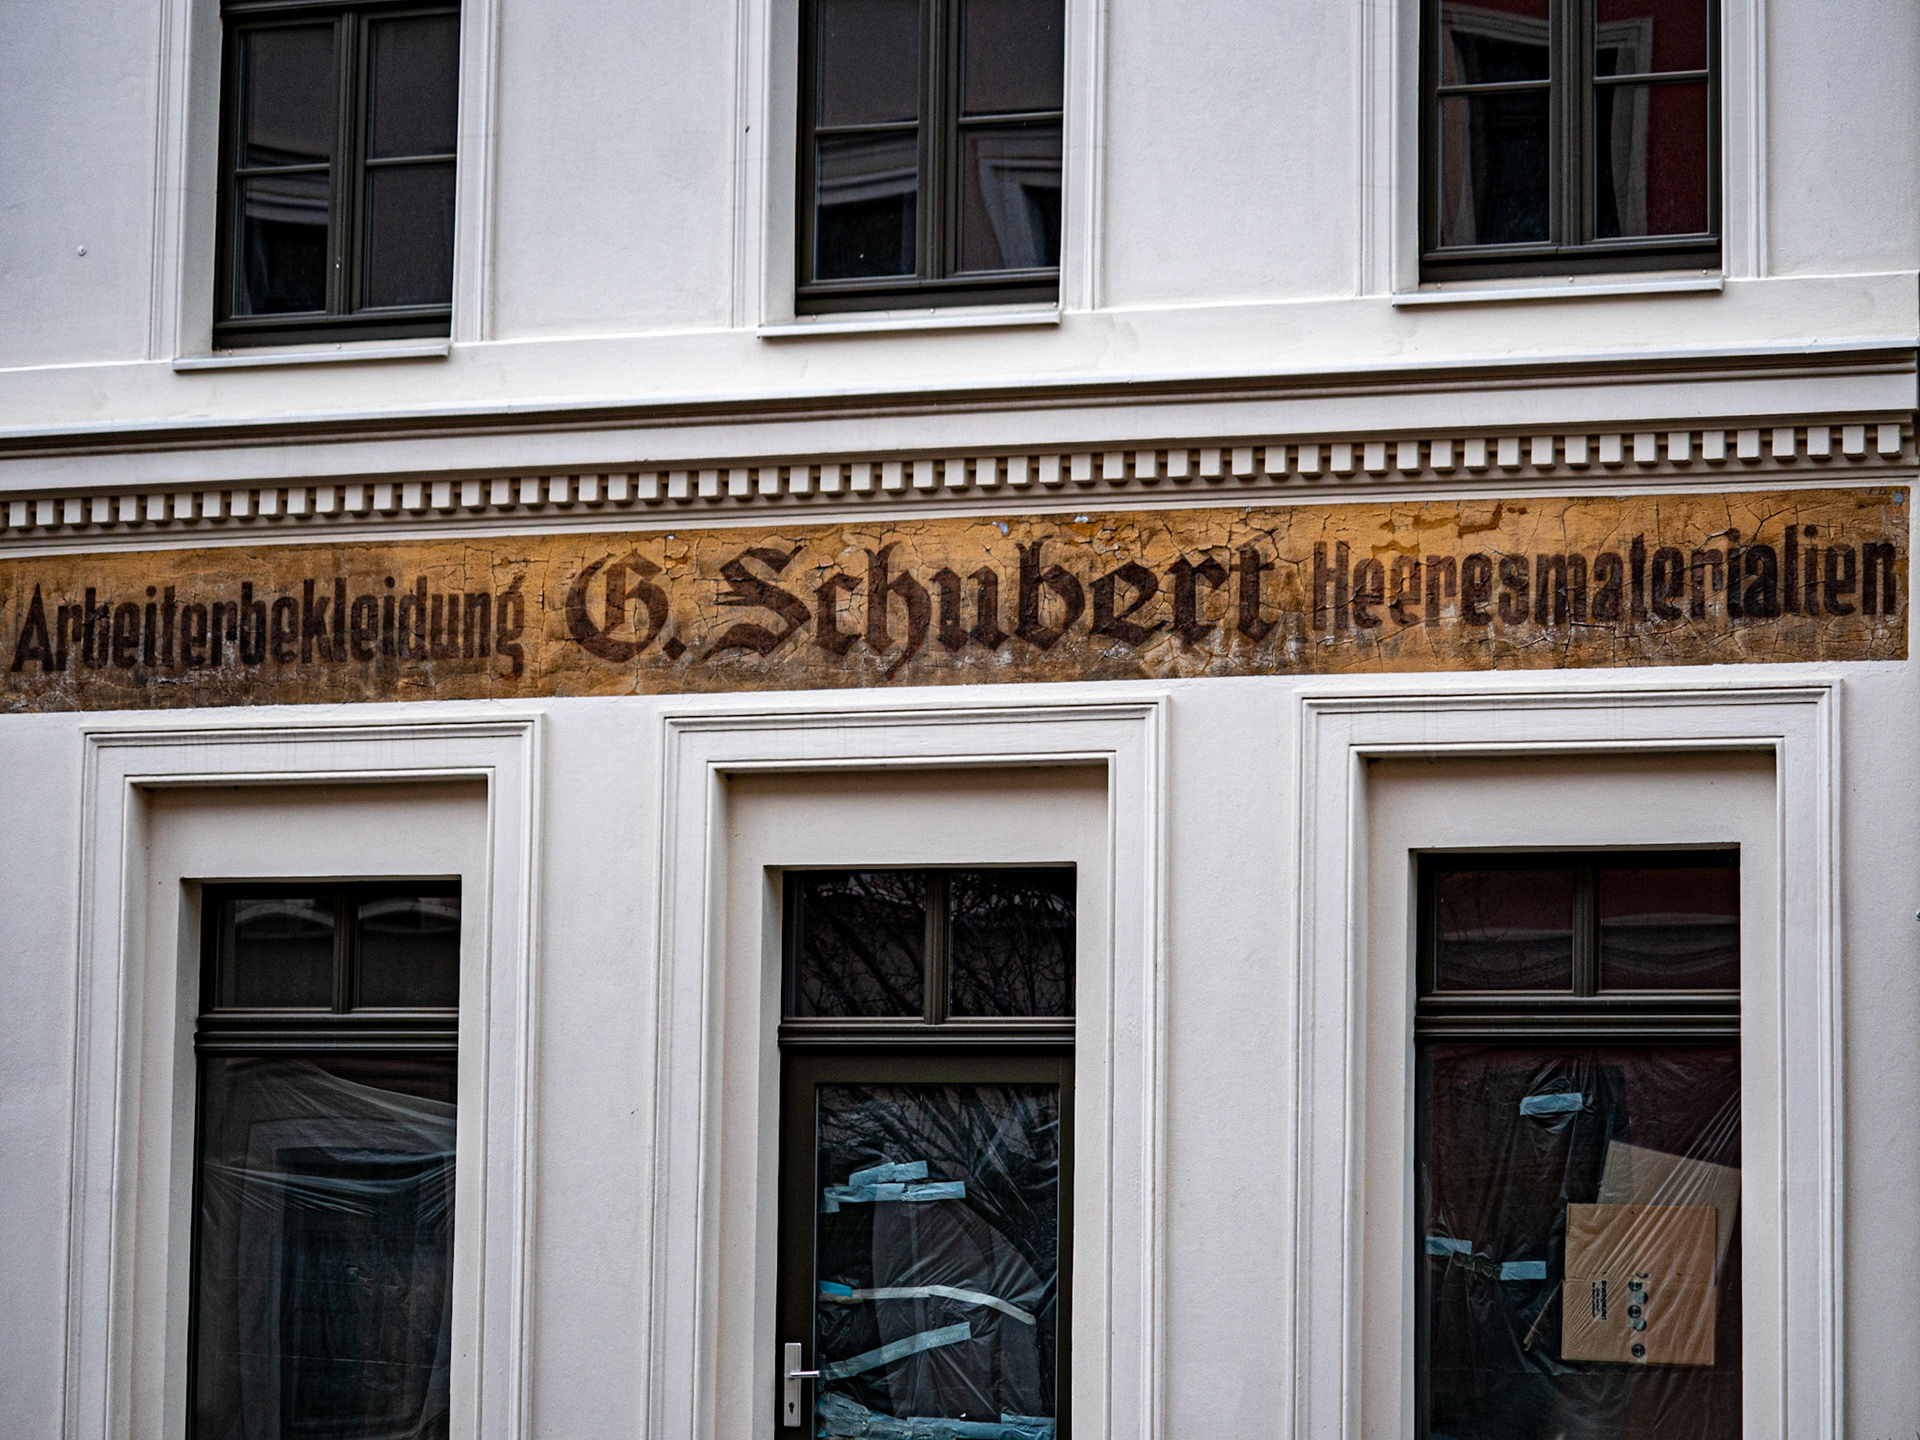 Arbeiterbekleidung G. Schubert Heeresmaterialien